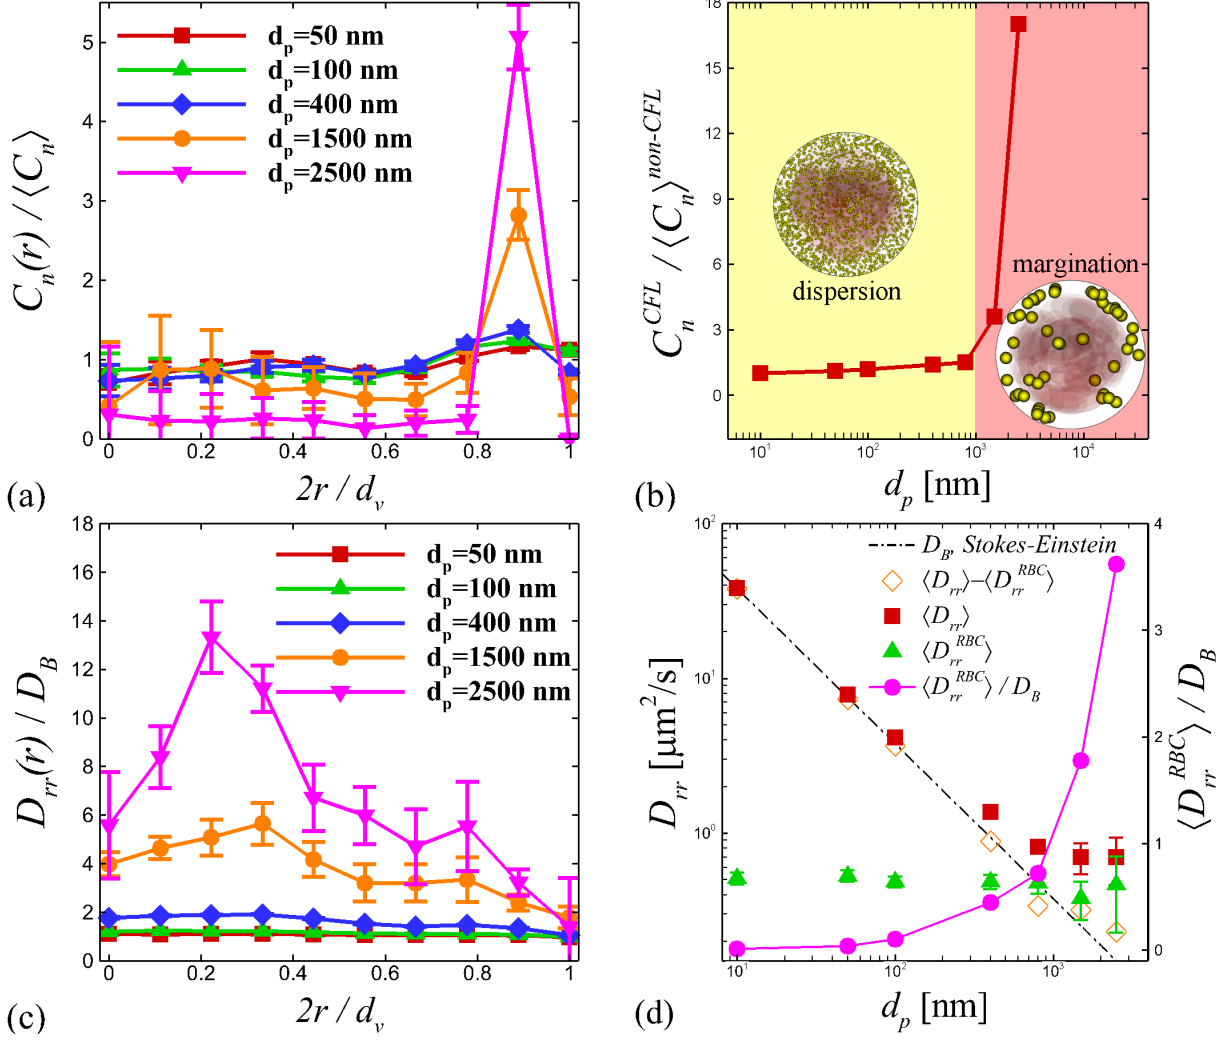 5
4
3
2
1
0
C_n(r) / ⟨C_n⟩
d_p=50 nm
d_p=100 nm
d_p=400 nm
d_p=1500 nm
d_p=2500 nm
0 0.2 0.4 0.6 0.8 1
2r / d_v
(a)
18
15
12
9
6
3
0
C_n^CFL / ⟨C_n⟩^non-CFL
dispersion
margination
10^1 10^2 10^3 10^4
d_p [nm]
(b)
18
16
14
12
10
8
6
4
2
0
D_rr(r) / D_B
d_p=50 nm
d_p=100 nm
d_p=400 nm
d_p=1500 nm
d_p=2500 nm
0 0.2 0.4 0.6 0.8 1
2r / d_v
(c)
10^2
10^1
10^0
D_rr [μm^2/s]
D_B, Stokes-Einstein
⟨D_rr⟩–⟨D_rr^RBC⟩
⟨D_rr⟩
⟨D_rr^RBC⟩
⟨D_rr^RBC⟩ / D_B
4
3
2
1
0
⟨D_rr^RBC⟩ / D_B
10^1 10^2 10^3
d_p [nm]
(d)